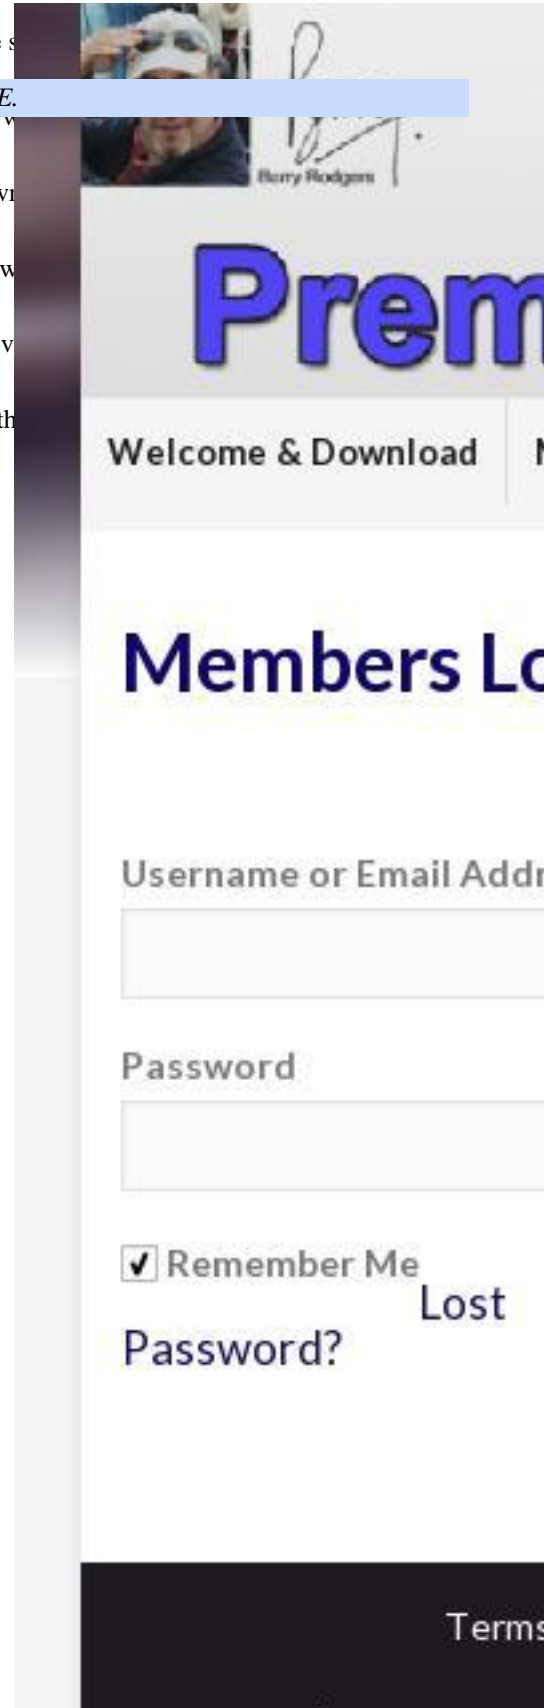 E.
Barry Rodgers
Prem
Welcome & Download
Members Lo
Username or Email Addr
Password
Remember Me
Lost
Password?
Terms